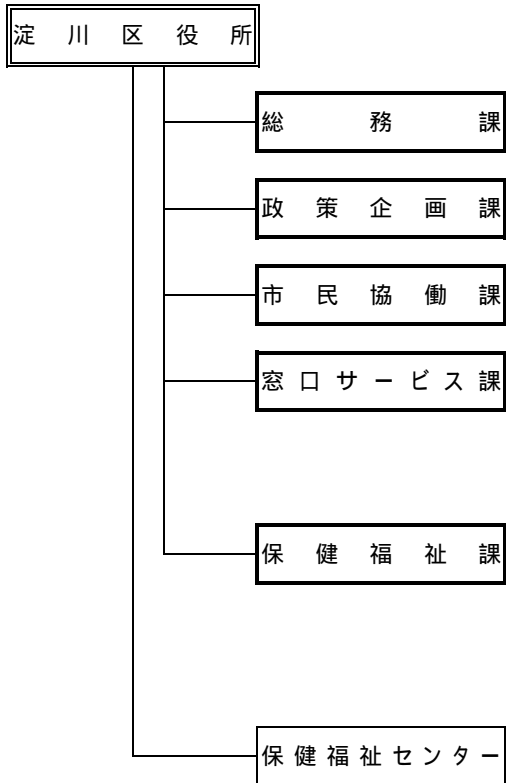 淀川区役所
総務課
政策企画課
市民協働課
窓口サービス課
保健福祉課
保健福祉センター